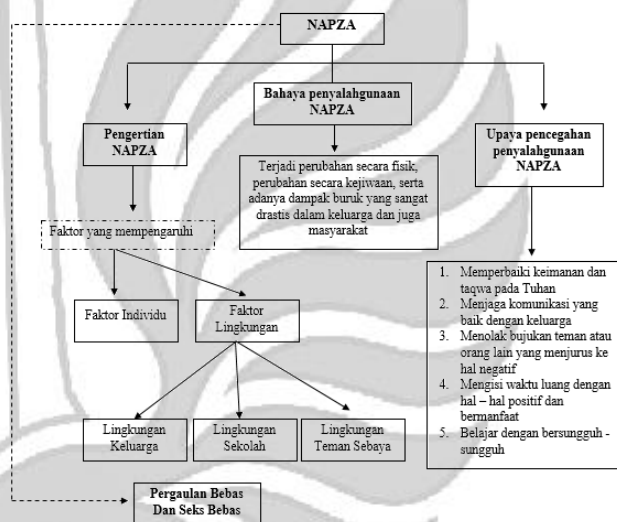 NAPZA
Pengertian
NAPZA
Bahaya penyalahgunaan
NAPZA
Upaya pencegahan
penyalahgunaan
NAPZA
Terjadi perubahan secara fisik,
perubahan secara kejiwaan, serta
adanya dampak buruk yang sangat
drastis dalam keluarga dan juga
masyarakat
Faktor yang mempengaruhi
Faktor Individu
Faktor
Lingkungan
1. Memperbaiki keimanan dan
taqwa pada Tuhan
2. Menjaga komunikasi yang
baik dengan keluarga
3. Menolak bujukan teman atau
orang lain yang menjurus ke
hal negatif
4. Mengisi waktu luang dengan
hal – hal positif dan
bermanfaat
5. Belajar dengan bersungguh -
sungguh
Lingkungan
Keluarga
Lingkungan
Sekolah
Lingkungan
Teman Sebaya
Pergaulan Bebas
Dan Seks Bebas